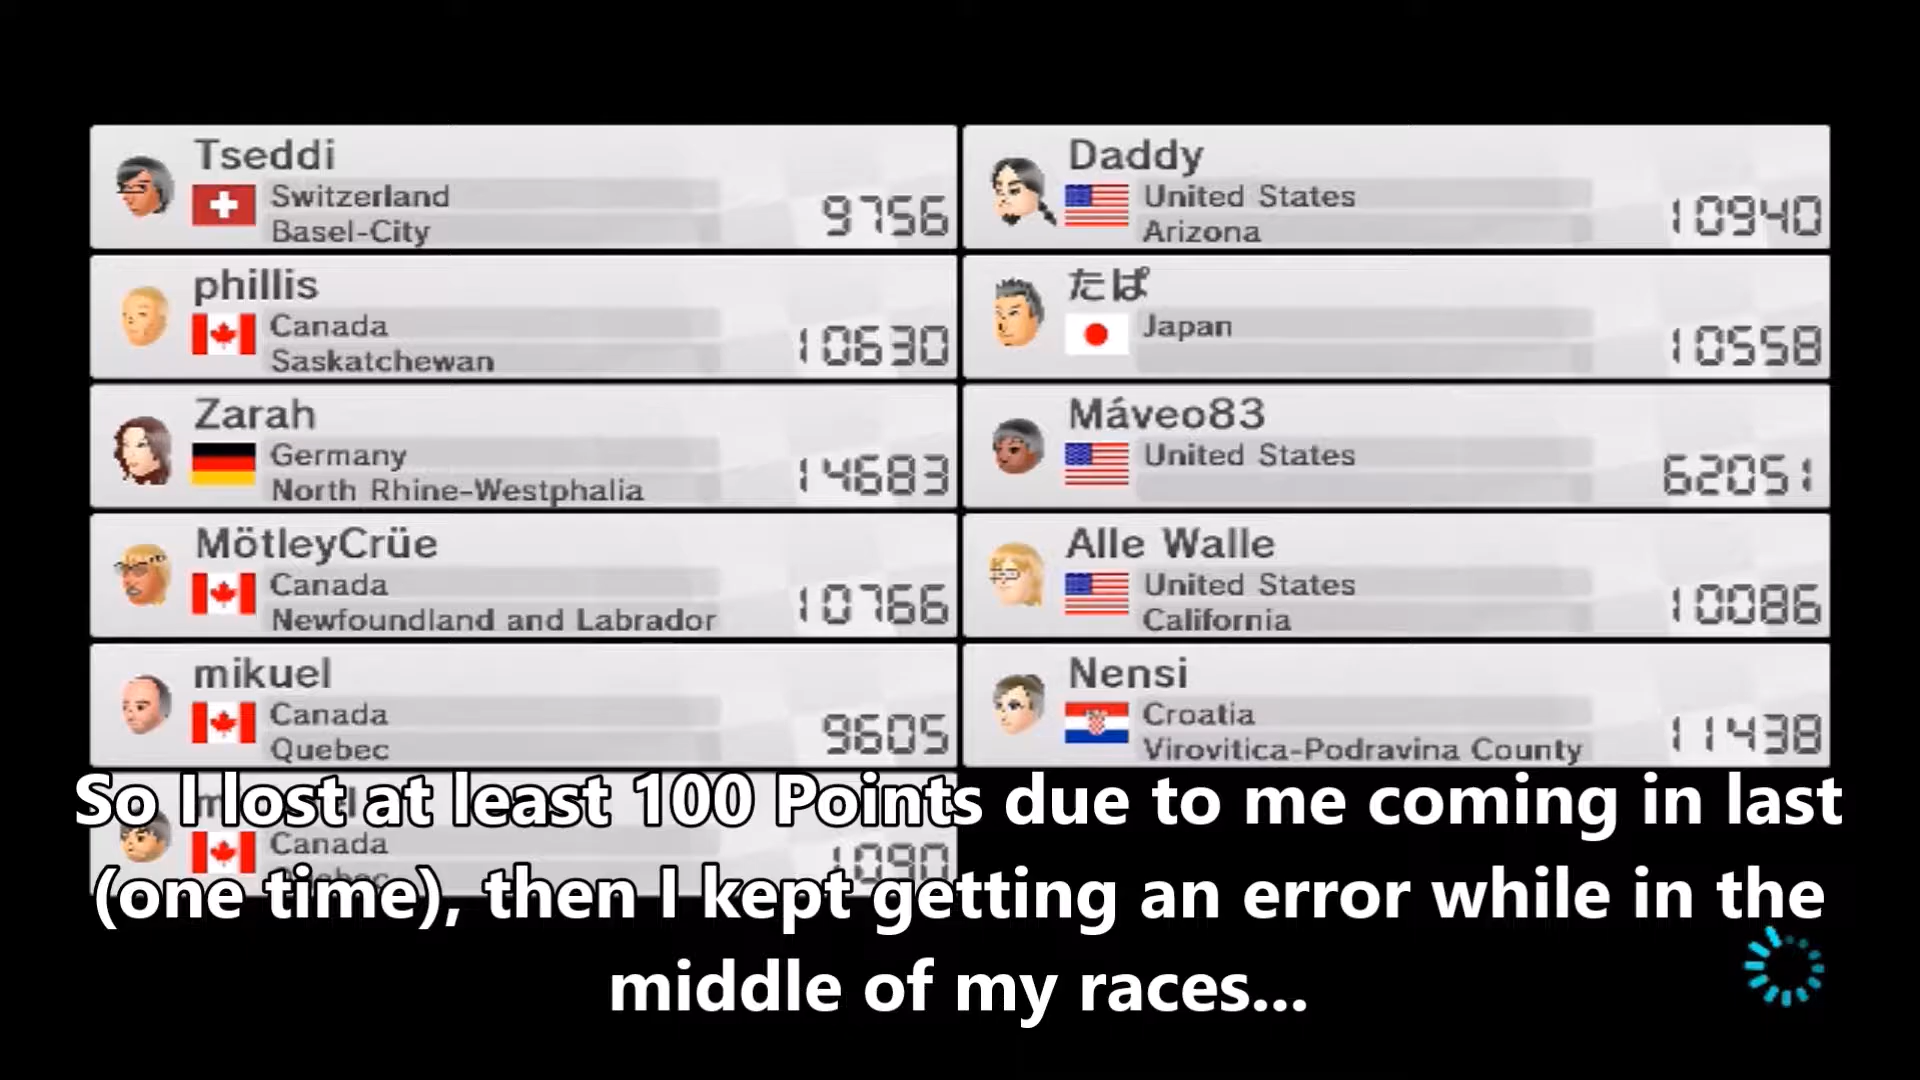 Tseddi
Switzerland
Basel-City
9756
Daddy
United States
Arizona
10940
phillis
Canada
Saskatchewan
10630
たぱ
Japan
10558
Zarah
Germany
North Rhine-Westphalia
14683
Máveo83
United States
62051
MötleyCrüe
Canada
Newfoundland and Labrador
10766
Alle Walle
United States
California
10086
mikuel
Canada
Quebec
9605
Nensi
Croatia
Virovitica-Podravina County
11438
Canada
Quebec
1090
So I lost at least 100 Points due to me coming in last
(one time), then I kept getting an error while in the
middle of my races...